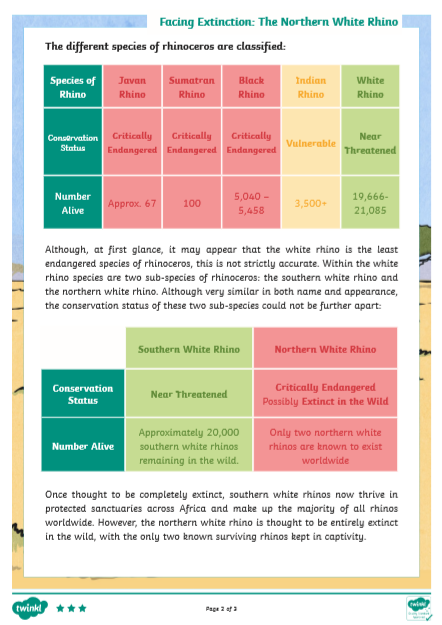 Facing Extinction: The Northern White Rhino
The different species of rhinoceros are classified:
Species of Rhino Javan Rhino Sumatran Rhino Black Rhino Indian Rhino White Rhino
Conservation Status Critically Endangered Critically Endangered Critically Endangered Vulnerable Near Threatened
Number Alive Approx. 67 100 5,040 – 5,458 3,500+ 19,666-21,085
Although, at first glance, it may appear that the white rhino is the least
endangered species of rhinoceros, this is not strictly accurate. Within the white
rhino species are two sub-species of rhinoceros: the southern white rhino and
the northern white rhino. Although very similar in both name and appearance,
the conservation status of these two sub-species could not be further apart:
Southern White Rhino Northern White Rhino
Conservation Status Near Threatened Critically Endangered Possibly Extinct in the Wild
Number Alive Approximately 20,000 southern white rhinos remaining in the wild. Only two northern white rhinos are known to exist worldwide
Once thought to be completely extinct, southern white rhinos now thrive in
protected sanctuaries across Africa and make up the majority of all rhinos
worldwide. However, the northern white rhino is thought to be entirely extinct
in the wild, with the only two known surviving rhinos kept in captivity.
twinkl
Page 2 of 3
twinkl